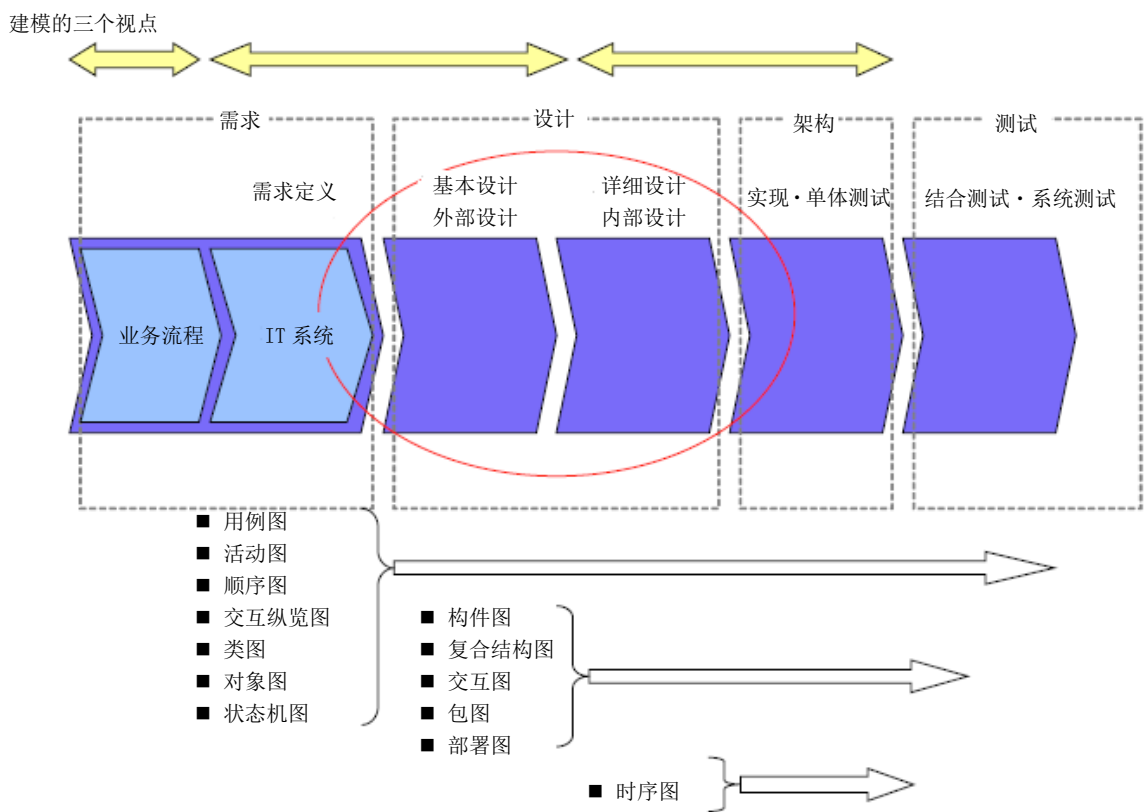 建模的三个视点
需求
设计
架构
测试
需求定义
基本设计
外部设计
详细设计
内部设计
实现·单体测试
结合测试·系统测试
业务流程
IT 系统
■ 用例图
■ 活动图
■ 顺序图
■ 交互纵览图
■ 类图
■ 对象图
■ 状态机图
■ 构件图
■ 复合结构图
■ 交互图
■ 包图
■ 部署图
■ 时序图